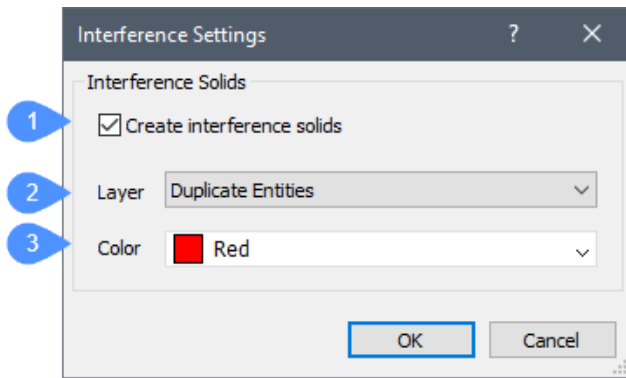 Interference Settings ? ×
Interference Solids
1 Create interference solids
2 Layer Duplicate Entities
3 Color Red
OK Cancel